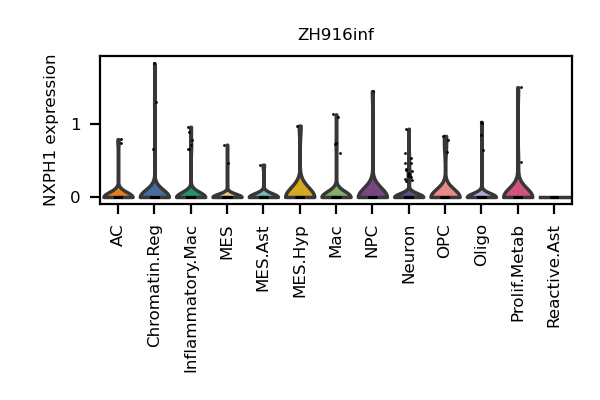 ZH916inf
NXPH1 expression
1
0
AC
Chromatin.Reg
Inflammatory.Mac
MES
MES.Ast
MES.Hyp
Mac
NPC
Neuron
OPC
Oligo
Prolif.Metab
Reactive.Ast